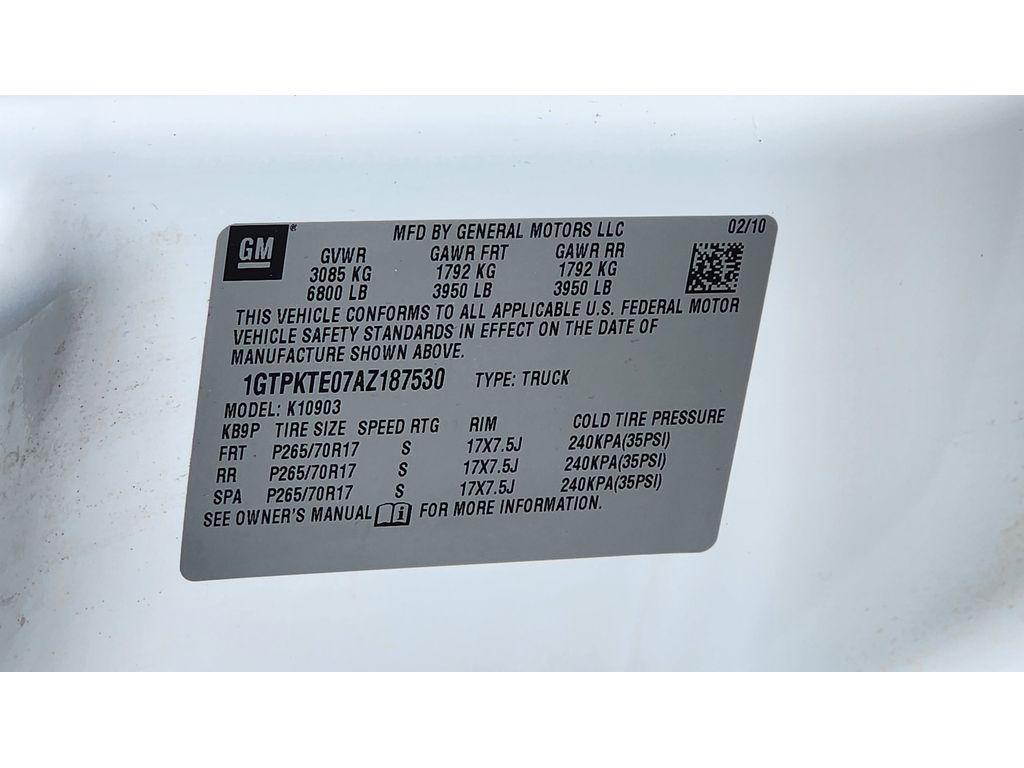 GM ® MFD BY GENERAL MOTORS LLC 02/10
GVWR GAWR FRT GAWR RR
3085 KG 1792 KG 1792 KG
6800 LB 3950 LB 3950 LB
THIS VEHICLE CONFORMS TO ALL APPLICABLE U.S. FEDERAL MOTOR
VEHICLE SAFETY STANDARDS IN EFFECT ON THE DATE OF
MANUFACTURE SHOWN ABOVE.
1GTPKTE07AZ187530 TYPE: TRUCK
MODEL: K10903
KB9P TIRE SIZE SPEED RTG RIM COLD TIRE PRESSURE
FRT P265/70R17 S 17X7.5J 240KPA(35PSI)
RR P265/70R17 S 17X7.5J 240KPA(35PSI)
SPA P265/70R17 S 17X7.5J 240KPA(35PSI)
SEE OWNER'S MANUAL i FOR MORE INFORMATION.